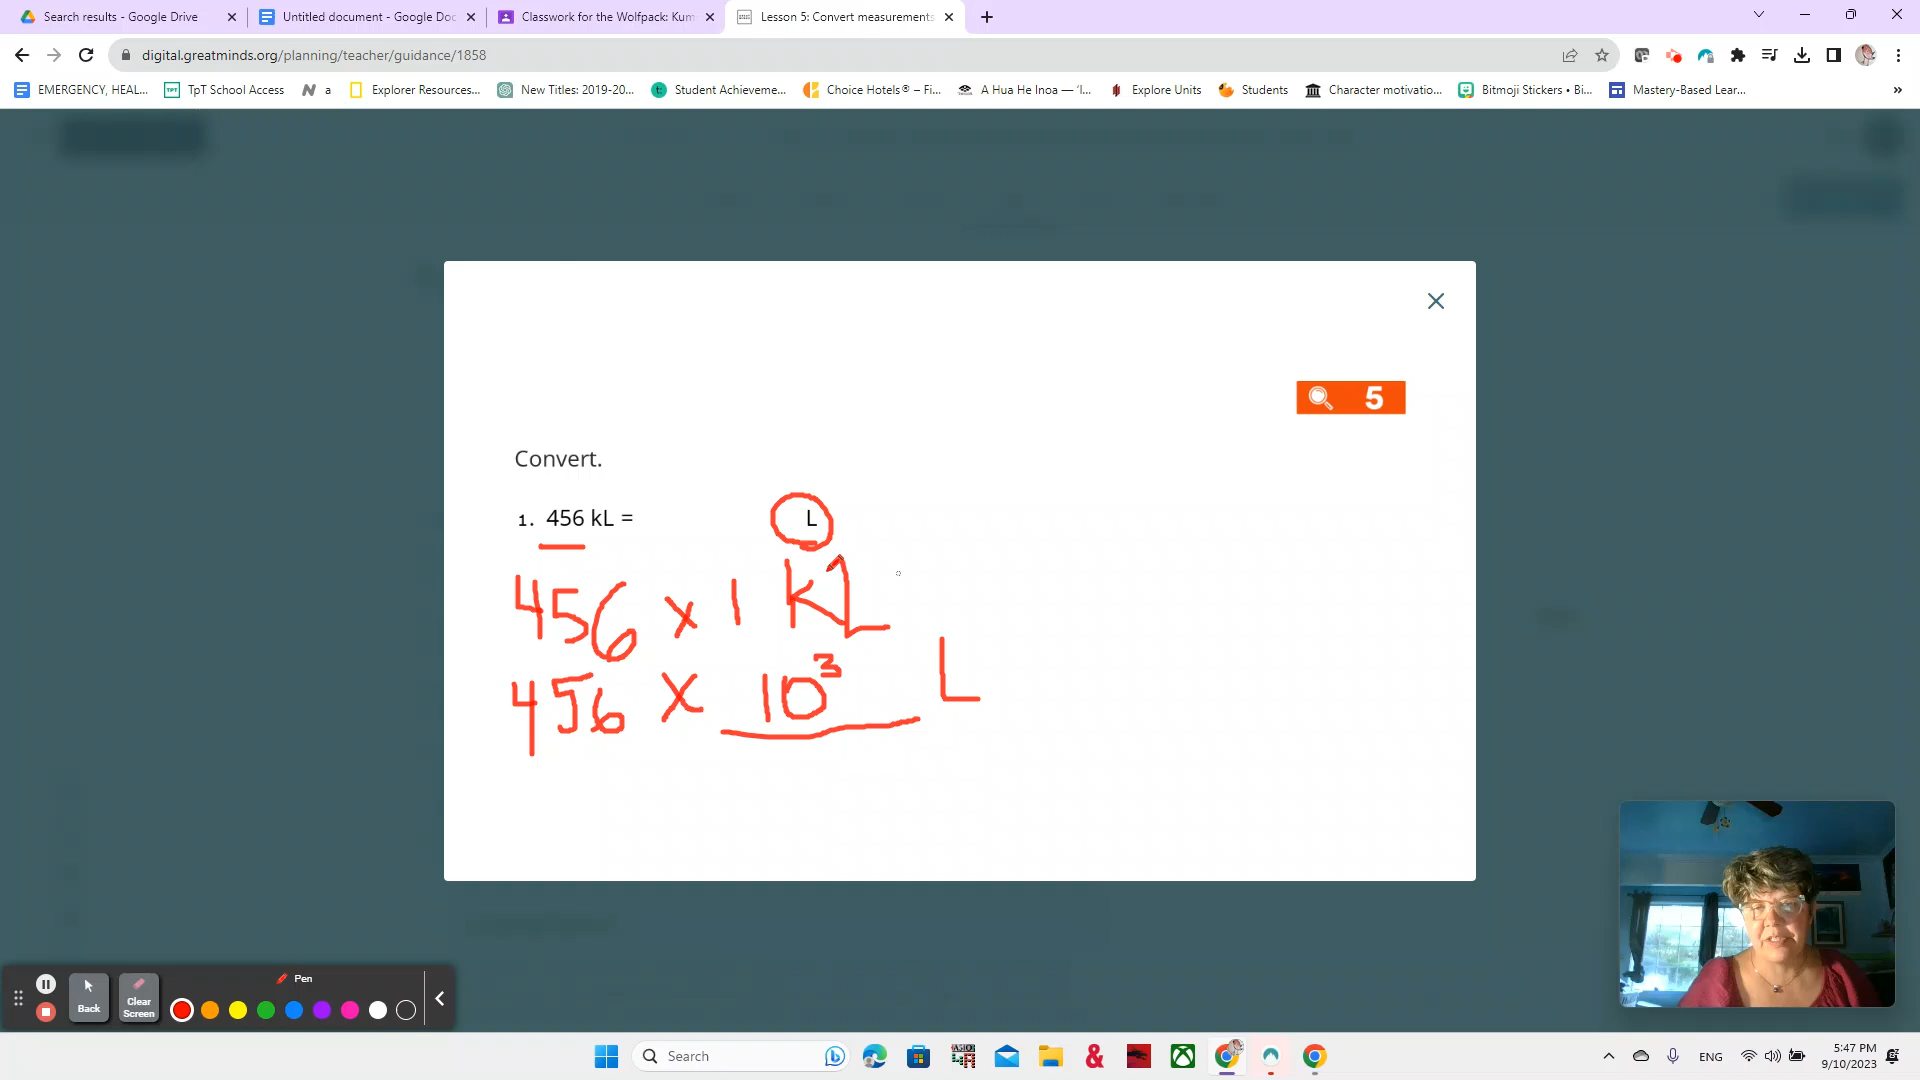 Search results - Google Drive
Untitled document - Google Doc
Classwork for the Wolfpack: Kum
Lesson 5: Convert measurements
digital.greatminds.org/planning/teacher/guidance/1858
EMERGENCY, HEAL...
TpT School Access
a
Explorer Resources...
New Titles: 2019-20...
Student Achieveme...
Choice Hotels® – Fi...
A Hua He Inoa — 'I...
Explore Units
Students
Character motivatio...
Bitmoji Stickers • Bi...
Mastery-Based Lear...
»
5
Convert.
1. 456 kL = L
456 x 1 kL
456 x 10³ L
Pen
Back
Clear Screen
Search
ENG
5:47 PM
9/10/2023